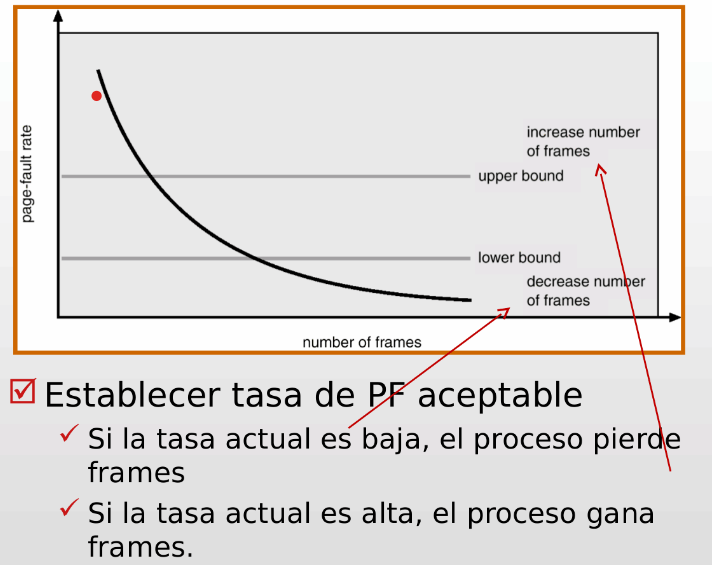 page-fault rate
increase number
of frames
upper bound
lower bound
decrease number
of frames
number of frames
Establecer tasa de PF aceptable
Si la tasa actual es baja, el proceso pierde
frames
Si la tasa actual es alta, el proceso gana
frames.